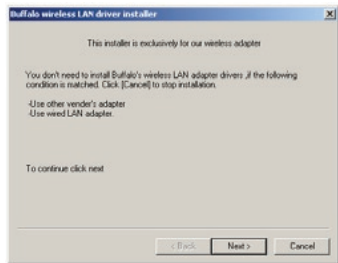 Buffalo wireless LAN driver installer
This installer is exclusively for our wireless adapter
You don't need to install Buffalo's wireless LAN adapter drivers ,if the following
condition is matched. Click [Cancel] to stop installation.
-Use other vender's adapter
-Use wired LAN adapter.
To continue click next
< Back
Next >
Cancel